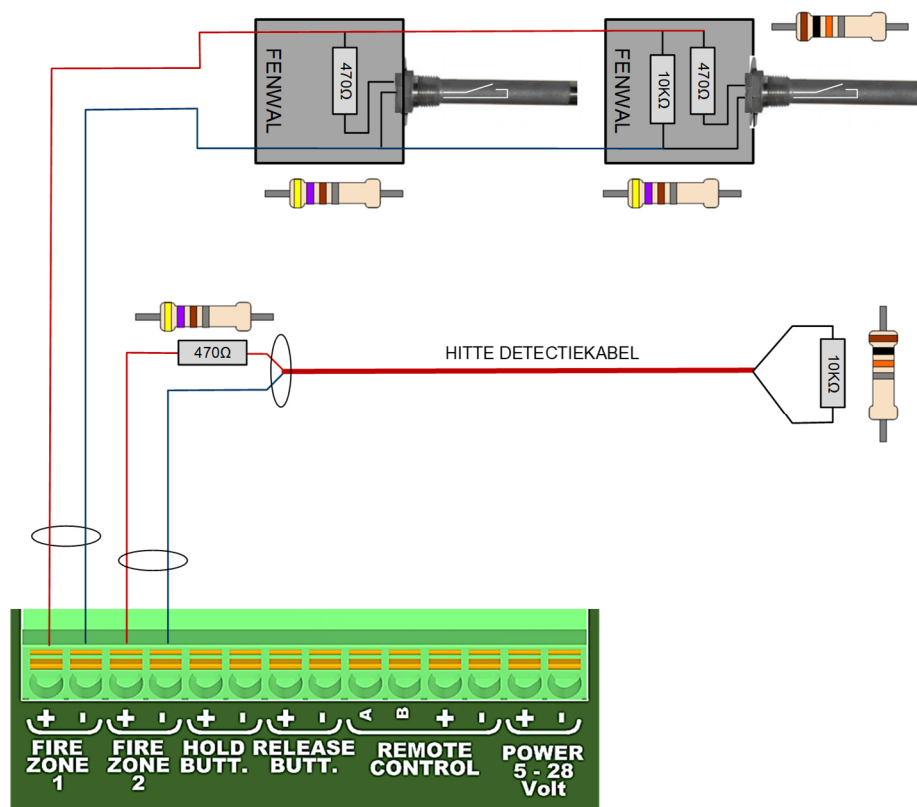 FENWAL
470Ω
FENWAL
10KΩ
470Ω
470Ω
HITTE DETECTIEKABEL
10KΩ
+ - + - + - + - A B + - + -
FIRE ZONE 1
FIRE ZONE 2
HOLD BUTT.
RELEASE BUTT.
REMOTE CONTROL
POWER 5 - 28 Volt